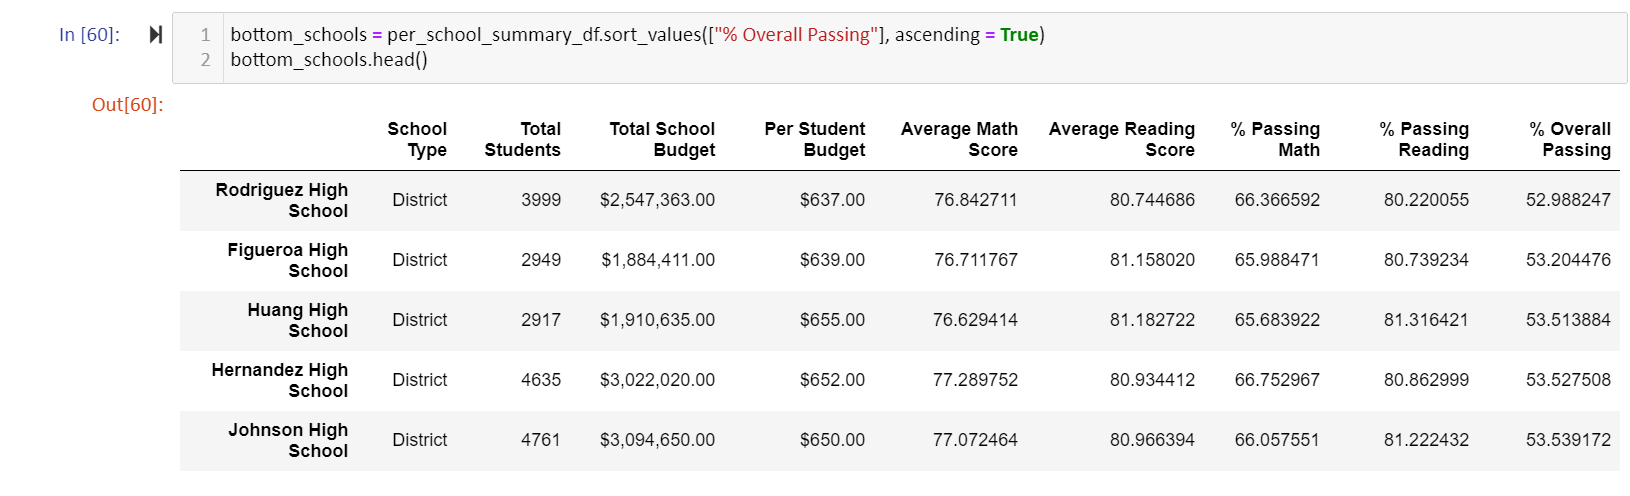 In [60]:
1 bottom_schools = per_school_summary_df.sort_values(["% Overall Passing"], ascending = True)
2 bottom_schools.head()
Out[60]:
School Type Total Students Total School Budget Per Student Budget Average Math Score Average Reading Score % Passing Math % Passing Reading % Overall Passing
Rodriguez High School District 3999 $2,547,363.00 $637.00 76.842711 80.744686 66.366592 80.220055 52.988247
Figueroa High School District 2949 $1,884,411.00 $639.00 76.711767 81.158020 65.988471 80.739234 53.204476
Huang High School District 2917 $1,910,635.00 $655.00 76.629414 81.182722 65.683922 81.316421 53.513884
Hernandez High School District 4635 $3,022,020.00 $652.00 77.289752 80.934412 66.752967 80.862999 53.527508
Johnson High School District 4761 $3,094,650.00 $650.00 77.072464 80.966394 66.057551 81.222432 53.539172